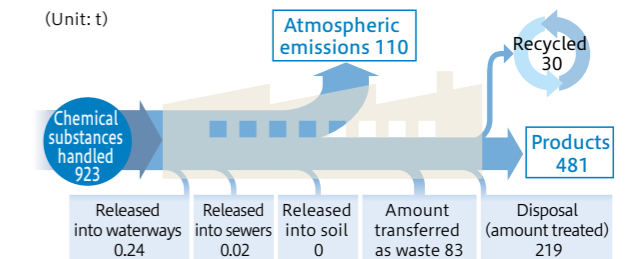 (Unit: t)
Atmospheric
emissions 110
Recycled
30
Chemical
substances
handled
923
Products
481
Released
into waterways
0.24
Released
into sewers
0.02
Released
into soil
0
Amount
transferred
as waste 83
Disposal
(amount treated)
219